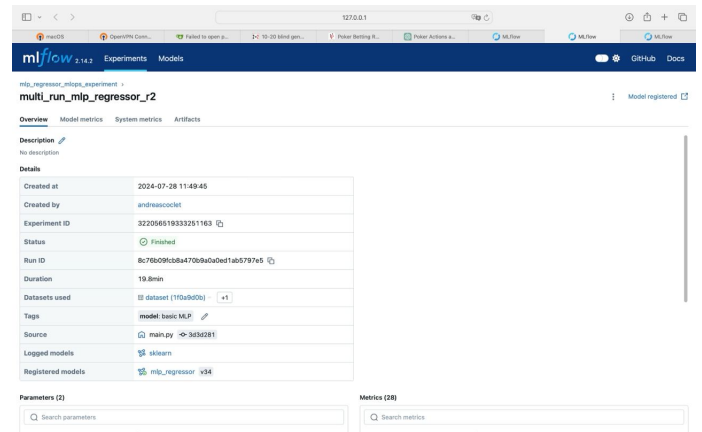 127.0.0.1
macOS
OpenVPN Conn...
Failed to open p...
10-20 blind gen...
Poker Betting R...
Poker Actions a...
MLflow
MLflow
MLflow
mlflow 2.14.2 Experiments Models GitHub Docs
mlp_regressor_mlops_experiment ›
multi_run_mlp_regressor_r2
Model registered
Overview Model metrics System metrics Artifacts
Description
No description
Details
Created at 2024-07-28 11:49:45
Created by andreascoclet
Experiment ID 322056519333251163
Status Finished
Run ID 8c76b09fcb8a470b9a0a0ed1ab5797e5
Duration 19.8min
Datasets used dataset (1f0a9d0b) +1
Tags model: basic MLP
Source main.py 3d3d281
Logged models sklearn
Registered models mlp_regressor v34
Parameters (2) Metrics (28)
Search parameters Search metrics